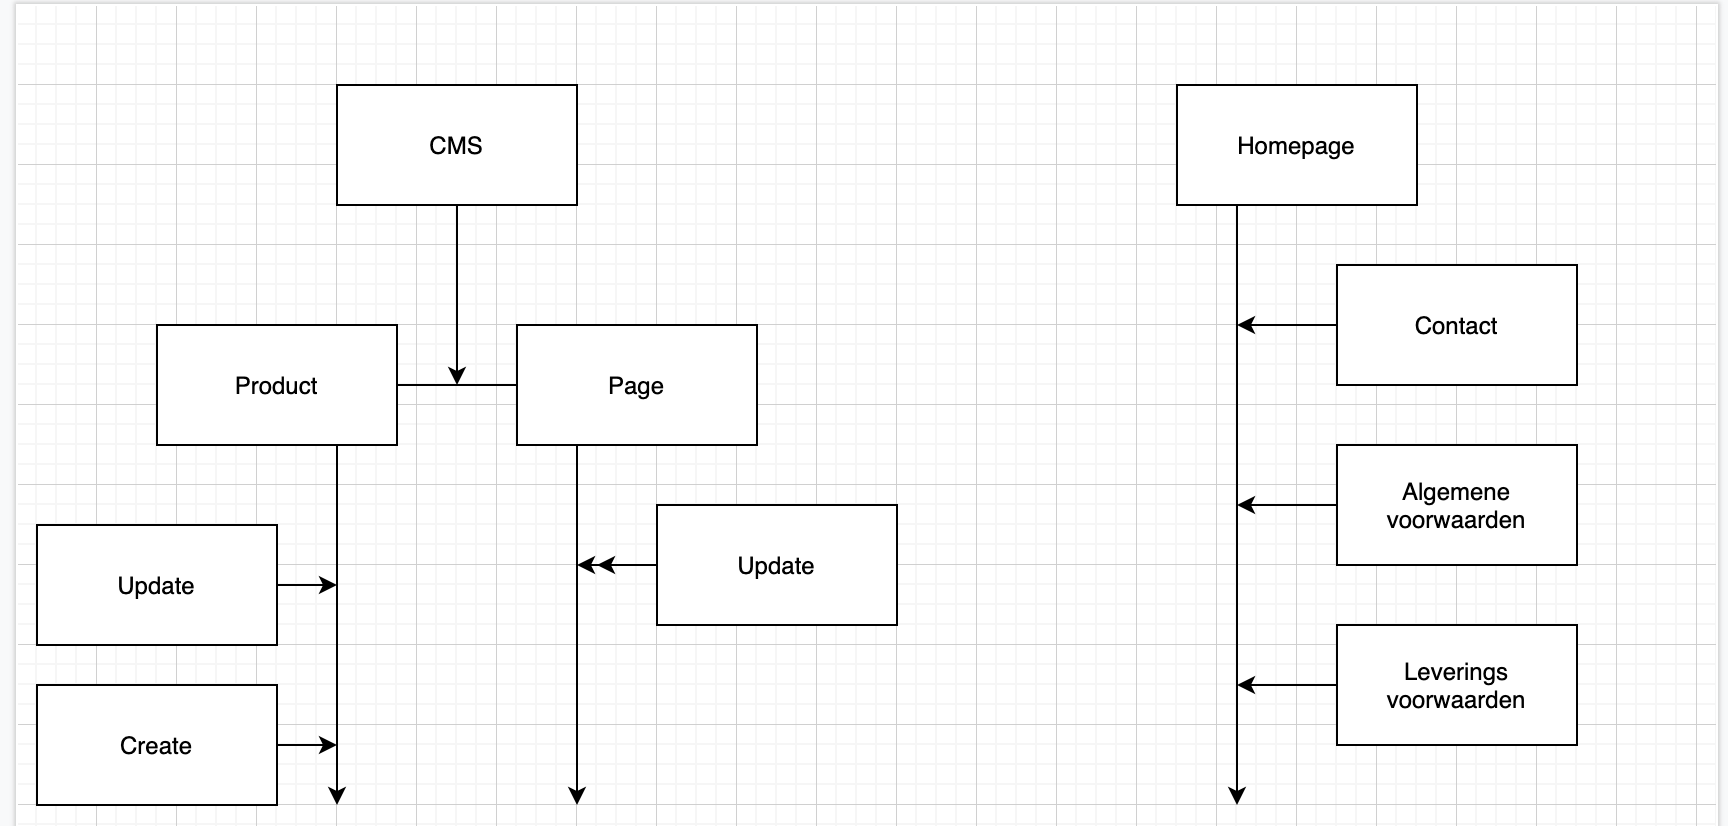 CMS
Homepage
Contact
Product
Page
Algemene
voorwaarden
Update
Update
Leverings
voorwaarden
Create